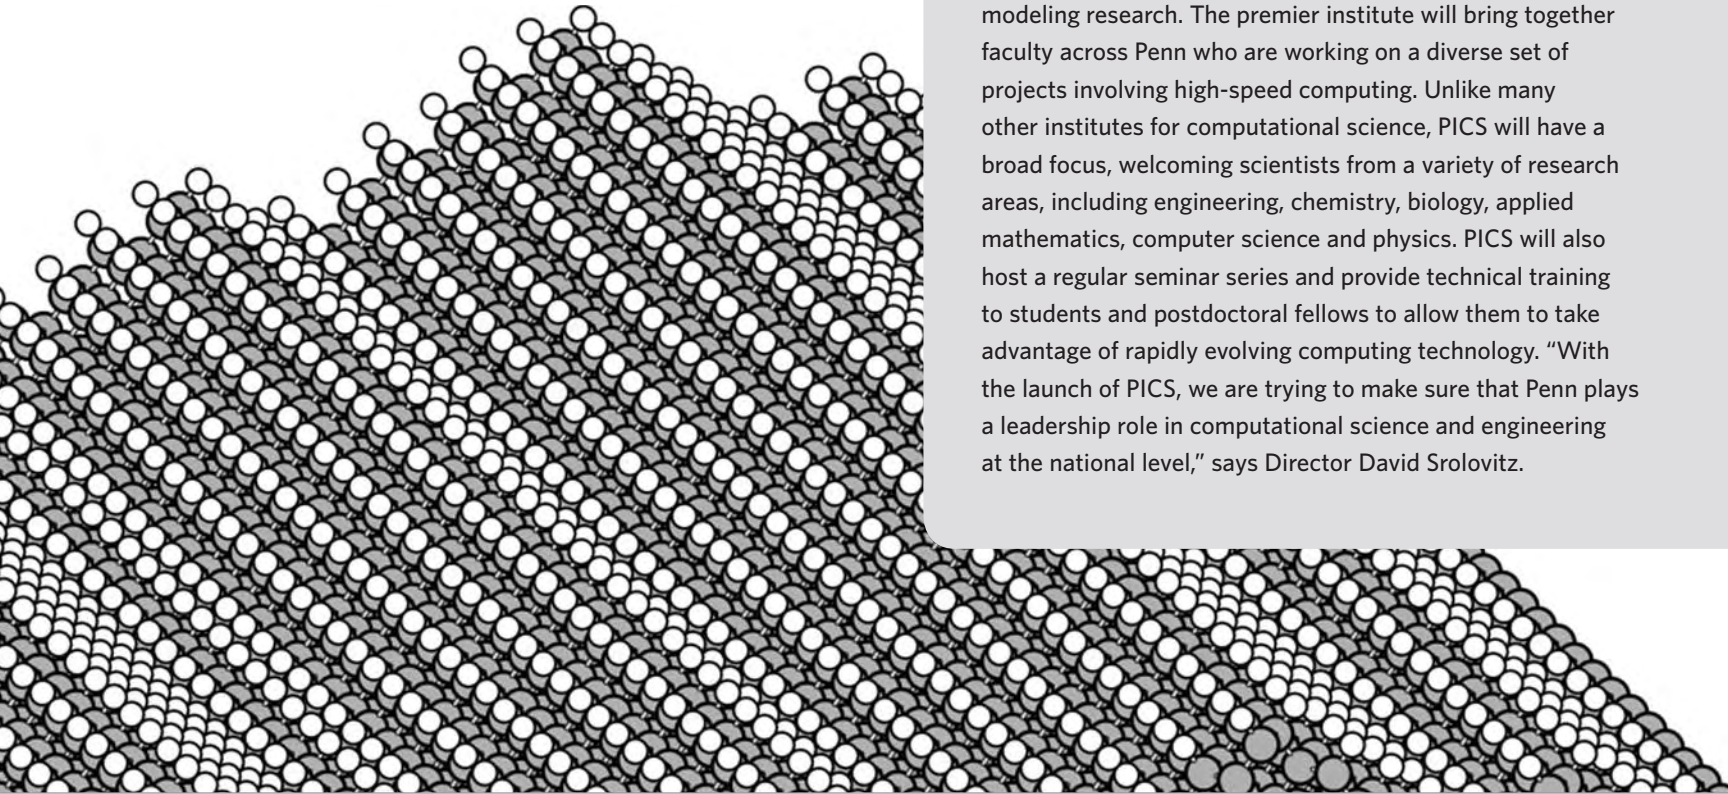 modeling research. The premier institute will bring together
faculty across Penn who are working on a diverse set of
projects involving high-speed computing. Unlike many
other institutes for computational science, PICS will have a
broad focus, welcoming scientists from a variety of research
areas, including engineering, chemistry, biology, applied
mathematics, computer science and physics. PICS will also
host a regular seminar series and provide technical training
to students and postdoctoral fellows to allow them to take
advantage of rapidly evolving computing technology. “With
the launch of PICS, we are trying to make sure that Penn plays
a leadership role in computational science and engineering
at the national level,” says Director David Srolovitz.